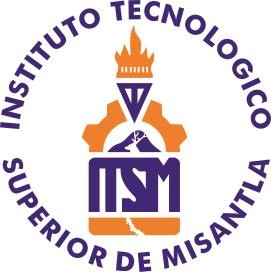 INSTITUTO TECNOLOGICO
ITSM
SUPERIOR DE MISANTLA